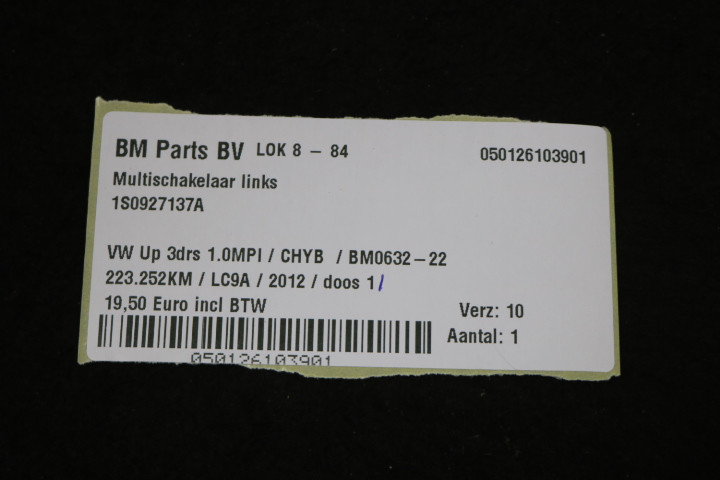 BM Parts BV LOK 8 – 84 050126103901
Multischakelaar links
1S0927137A
VW Up 3drs 1.0MPI / CHYB / BM0632–22
223.252KM / LC9A / 2012 / doos 1/
19,50 Euro incl BTW Verz: 10
Aantal: 1
050126103901